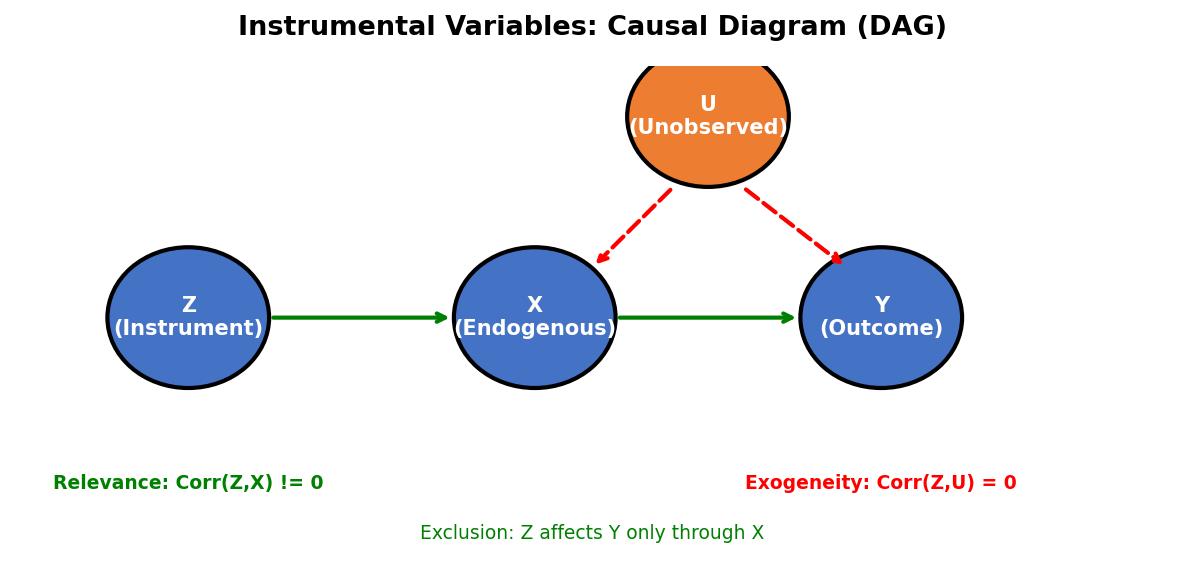 Instrumental Variables: Causal Diagram (DAG)
U
(Unobserved)
Z
(Instrument)
X
(Endogenous)
Y
(Outcome)
Relevance: Corr(Z,X) != 0
Exogeneity: Corr(Z,U) = 0
Exclusion: Z affects Y only through X